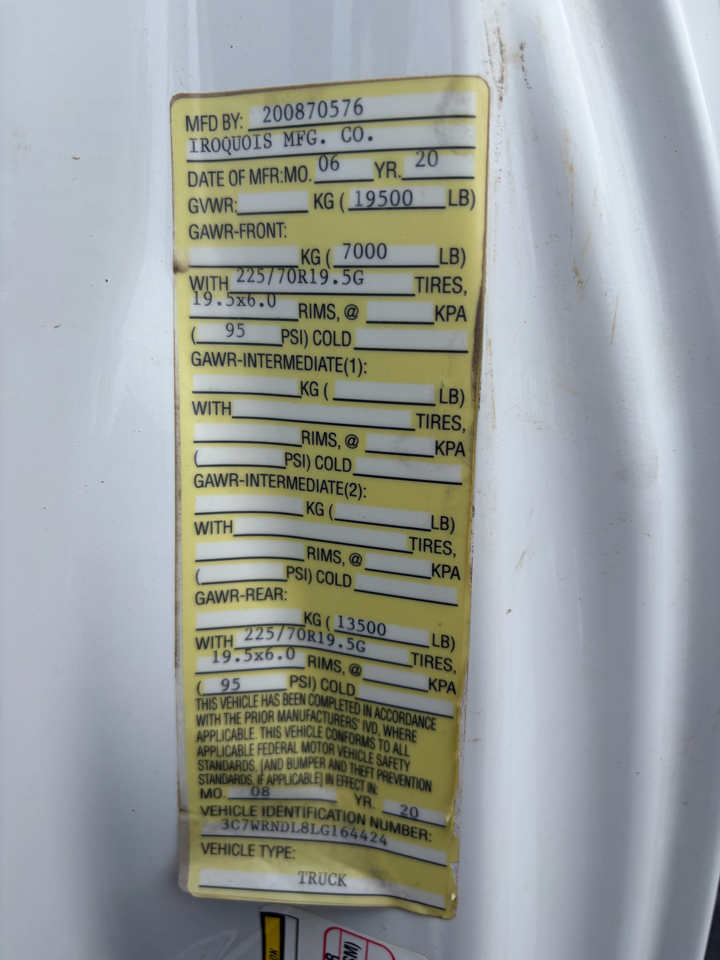 MFD BY: 200870576
IROQUOIS MFG. CO.
DATE OF MFR:MO. 06 YR. 20
GVWR: KG ( 19500 LB)
GAWR-FRONT:
KG ( 7000 LB)
WITH 225/70R19.5G TIRES,
19.5x6.0 RIMS, @ KPA
( 95 PSI) COLD
GAWR-INTERMEDIATE(1):
KG ( LB)
WITH TIRES,
RIMS, @ KPA
( PSI) COLD
GAWR-INTERMEDIATE(2):
KG ( LB)
WITH TIRES,
RIMS, @ KPA
( PSI) COLD
GAWR-REAR:
KG ( 13500 LB)
WITH 225/70R19.5G TIRES,
19.5x6.0 RIMS, @ KPA
( 95 PSI) COLD
THIS VEHICLE HAS BEEN COMPLETED IN ACCORDANCE
WITH THE PRIOR MANUFACTURERS' IVD, WHERE
APPLICABLE. THIS VEHICLE CONFORMS TO ALL
APPLICABLE FEDERAL MOTOR VEHICLE SAFETY
STANDARDS, [AND BUMPER AND THEFT PREVENTION
STANDARDS, IF APPLICABLE] IN EFFECT IN:
MO. 08 YR. 20
VEHICLE IDENTIFICATION NUMBER:
3C7WRNDL8LG164424
VEHICLE TYPE:
TRUCK